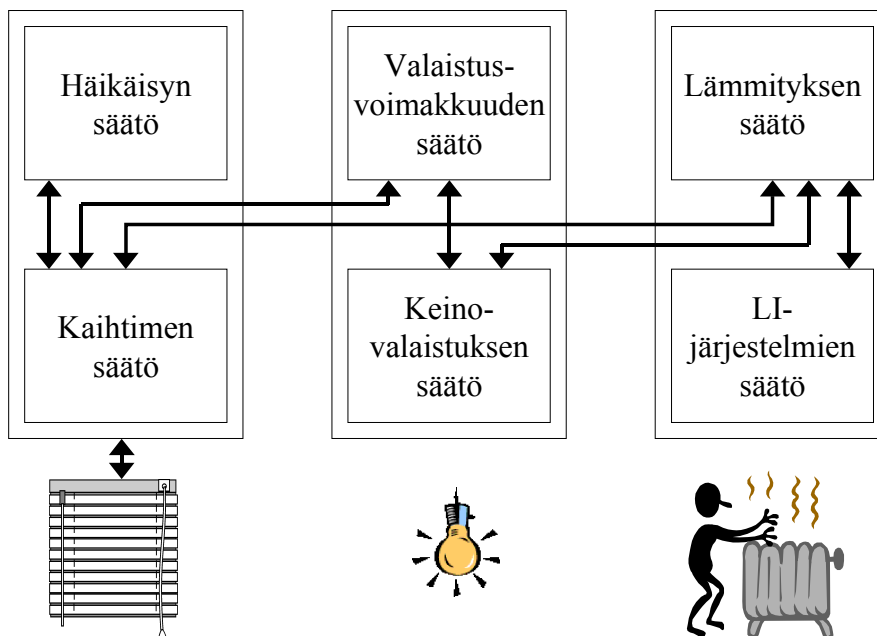 Häikäisyn
säätö
Valaistus-
voimakkuuden
säätö
Lämmityksen
säätö
Kaihtimen
säätö
Keino-
valaistuksen
säätö
LI-
järjestelmien
säätö